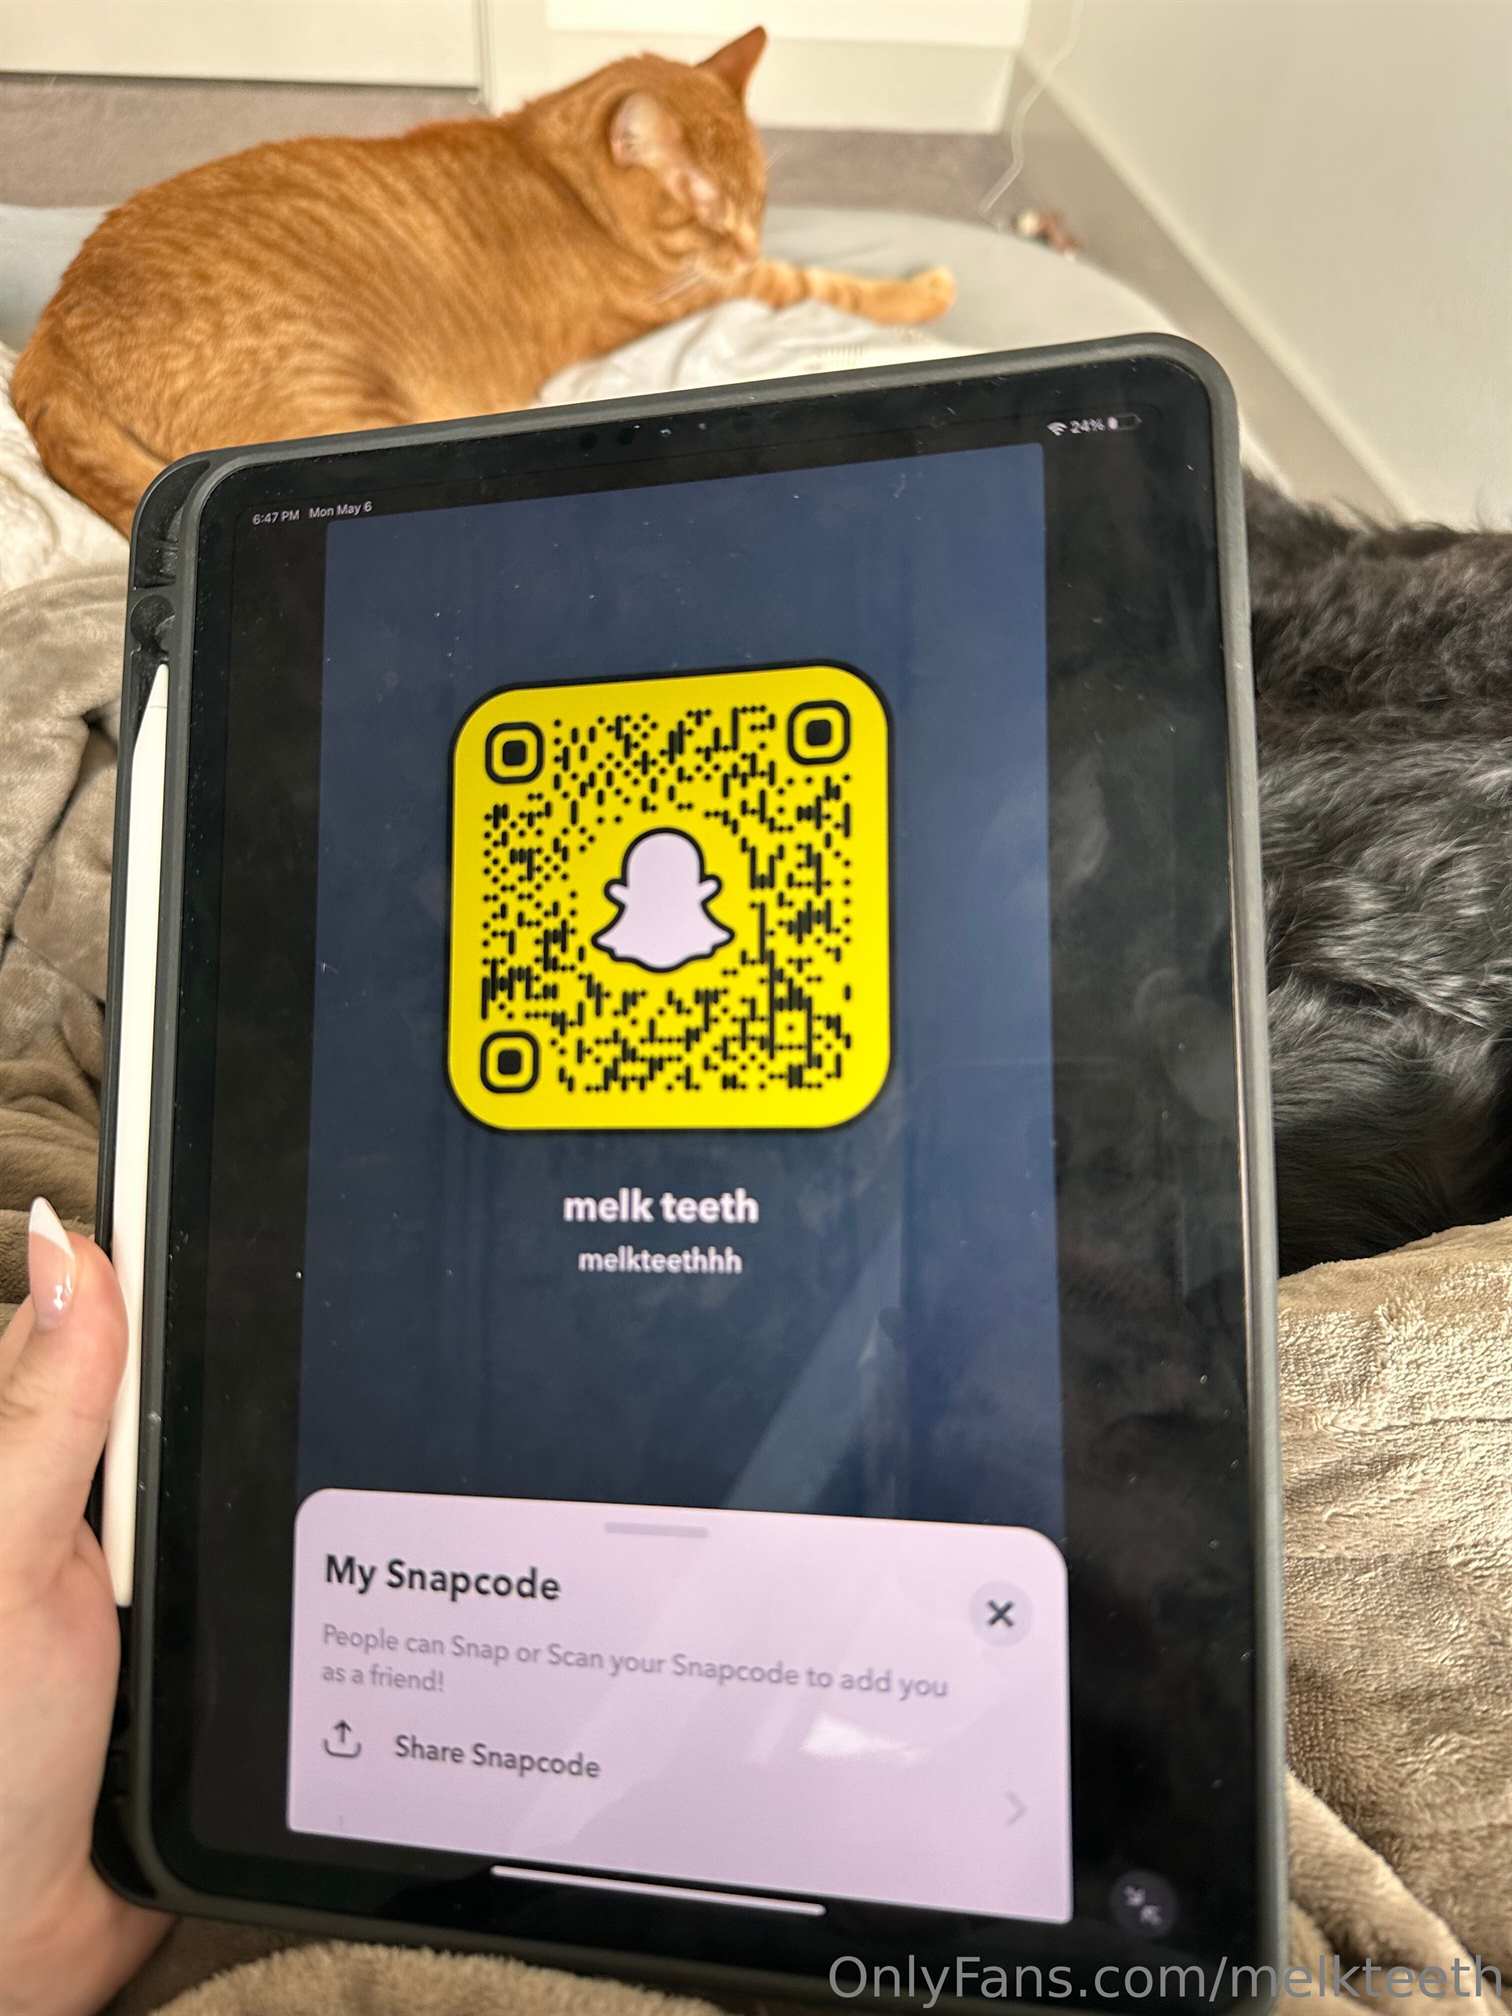 6:47 PM Mon May 6
24%
melk teeth
melkteethhh
My Snapcode
People can Snap or Scan your Snapcode to add you
as a friend!
Share Snapcode
OnlyFans.com/melkteeth